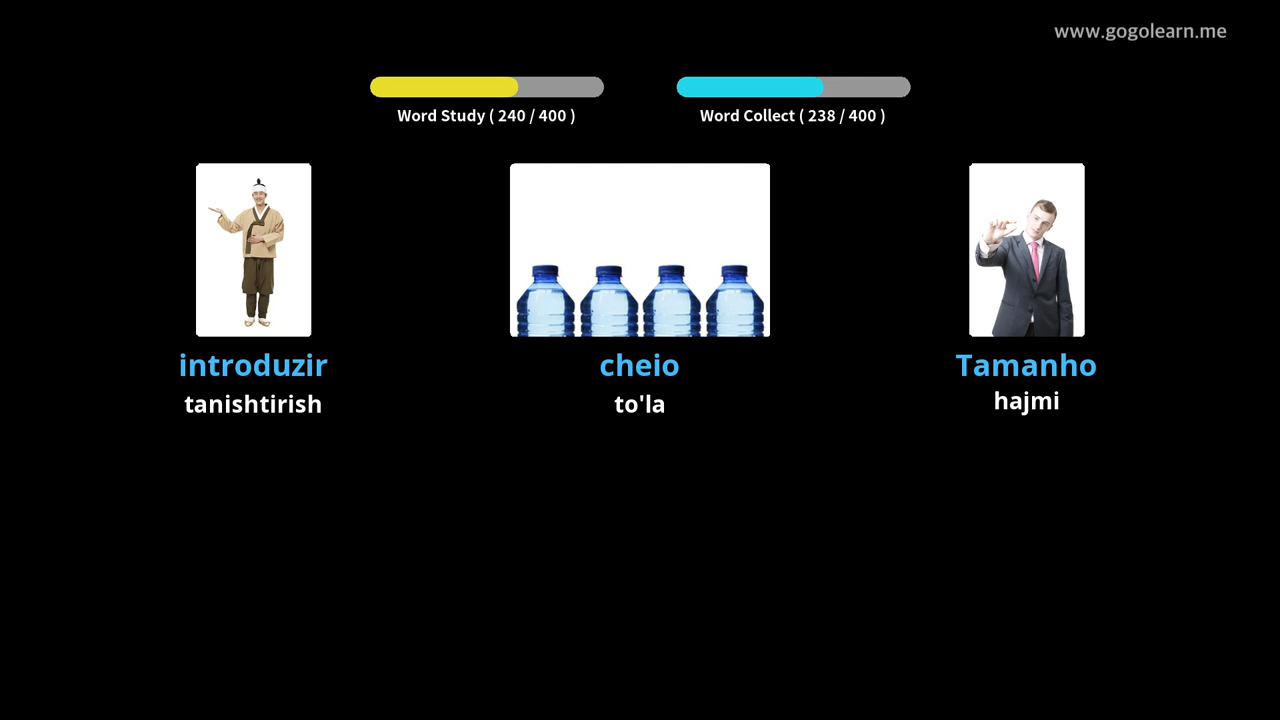 www.gogolearn.me
Word Study ( 240 / 400 )
Word Collect ( 238 / 400 )
introduzir
tanishtirish
cheio
to'la
Tamanho
hajmi